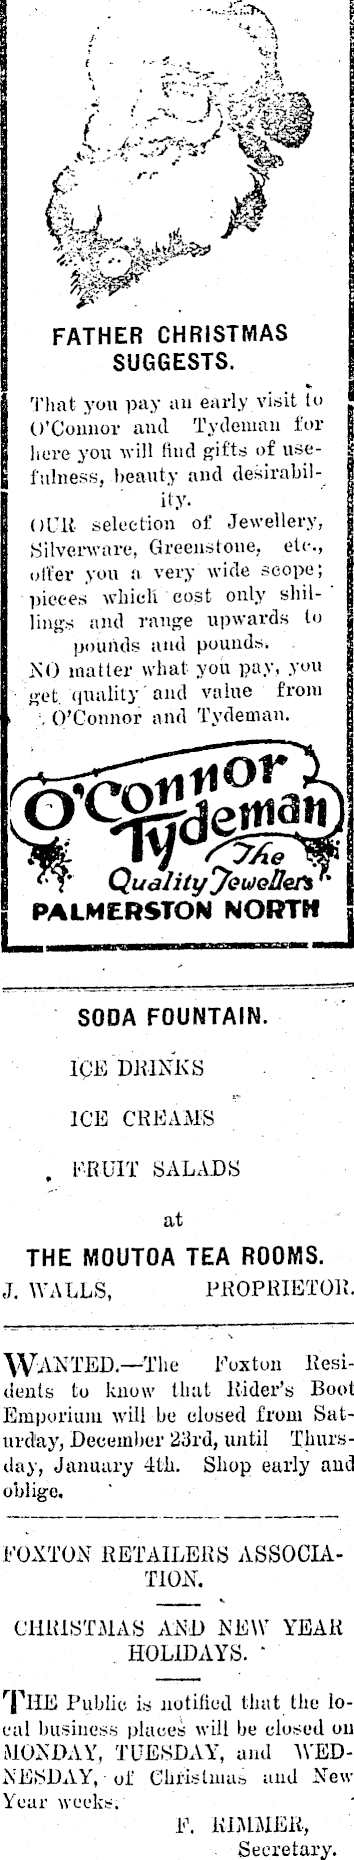 FATHER CHRISTMAS
SUGGESTS.
That you pay an early visit to
O'Connor and Tydeman for
here you will find gifts of use-
fulness, beauty and desirabil-
ity.
OUR selection of Jewellery,
Silverware, Greenstone, etc.,
offer you a very wide scope;
pieces which cost only shil-
lings and range upwards to
pounds and pounds.
NO matter what you pay, you
get quality and value from
O'Connor and Tydeman.
O'Connor
Tydeman
The
Quality Jewellers
PALMERSTON NORTH
SODA FOUNTAIN.
ICE DRINKS
ICE CREAMS
FRUIT SALADS
at
THE MOUTOA TEA ROOMS.
J. WALLS, PROPRIETOR.
WANTED.—The Foxton Resi-
dents to know that Rider's Boot
Emporium will be closed from Sat-
urday, December 23rd, until Thurs-
day, January 4th. Shop early and
oblige.
FOXTON RETAILERS ASSOCIA-
TION.
CHRISTMAS AND NEW YEAR
HOLIDAYS.
THE Public is notified that the lo-
cal business places will be closed on
MONDAY, TUESDAY, and WED-
NESDAY, of Christmas and New
Year weeks.
F. RIMMER,
Secretary.